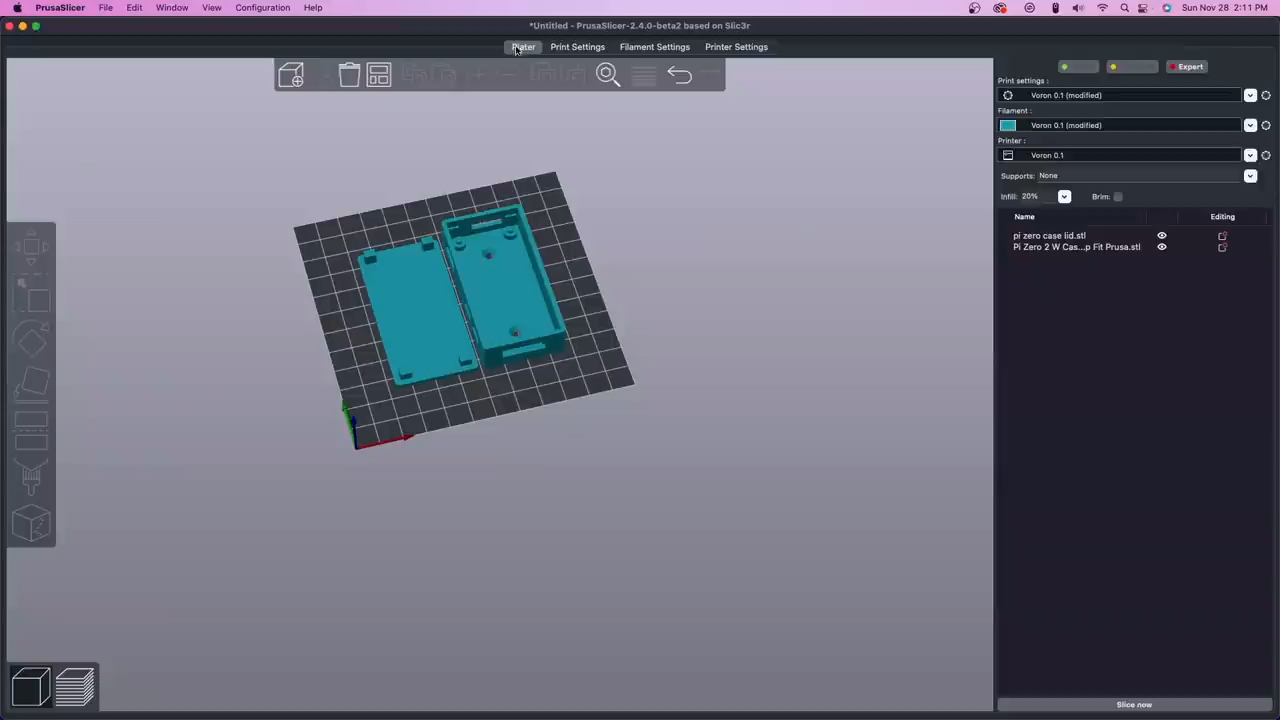 PrusaSlicer File Edit Window View Configuration Help
Sun Nov 28 2:11 PM
*Untitled - PrusaSlicer-2.4.0-beta2 based on Slic3r
Plater Print Settings Filament Settings Printer Settings
Expert
Print settings :
Voron 0.1 (modified)
Filament :
Voron 0.1 (modified)
Printer :
Voron 0.1
Supports: None
Infill: 20% Brim:
Name Editing
pi zero case lid.stl
Pi Zero 2 W Cas...p Fit Prusa.stl
Slice now